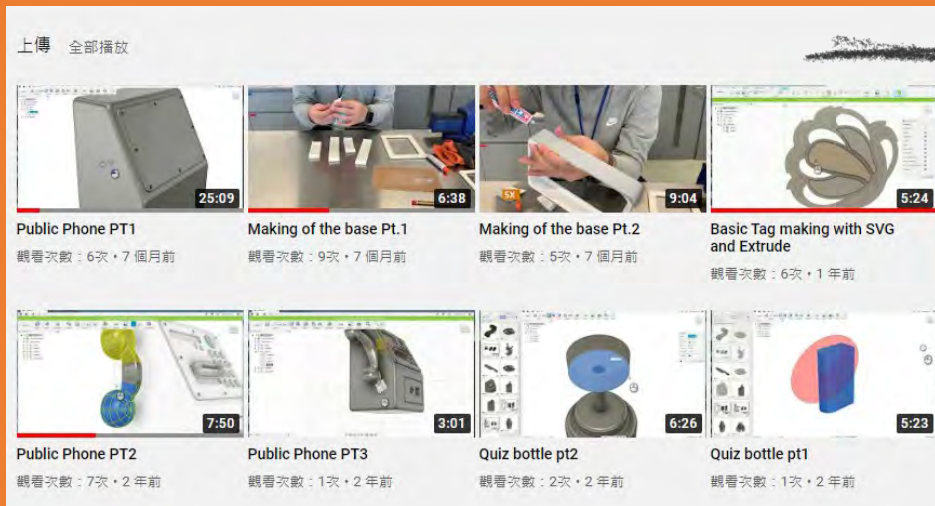 上傳 全部播放
25:09
6:38
9:04
5X
5:24
Public Phone PT1
Making of the base Pt.1
Making of the base Pt.2
Basic Tag making with SVG
and Extrude
觀看次數：6次・7 個月前
觀看次數：9次・7 個月前
觀看次數：5次・7 個月前
觀看次數：6次・1 年前
7:50
3:01
6:26
5:23
Public Phone PT2
Public Phone PT3
Quiz bottle pt2
Quiz bottle pt1
觀看次數：7次・2 年前
觀看次數：1次・2 年前
觀看次數：2次・2 年前
觀看次數：1次・2 年前